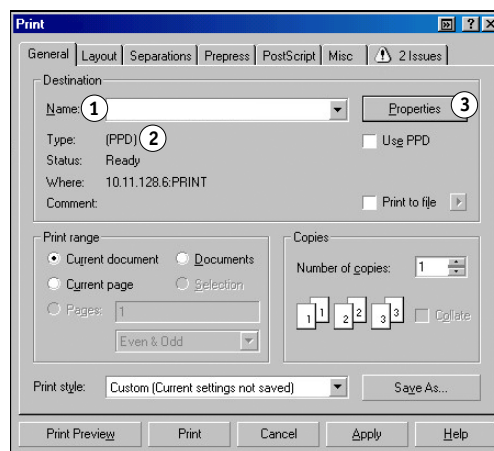 Print
General Layout Separations Prepress PostScript Misc 2 Issues
Destination
Name: 1
Properties 3
Type: (PPD) 2
Use PPD
Status: Ready
Where: 10.11.128.6:PRINT
Comment:
Print to file
Print range
Current document Documents
Current page Selection
Pages: 1
Even & Odd
Copies
Number of copies: 1
1 1 2 2 3 3
Collate
Print style: Custom (Current settings not saved) Save As...
Print Preview Print Cancel Apply Help